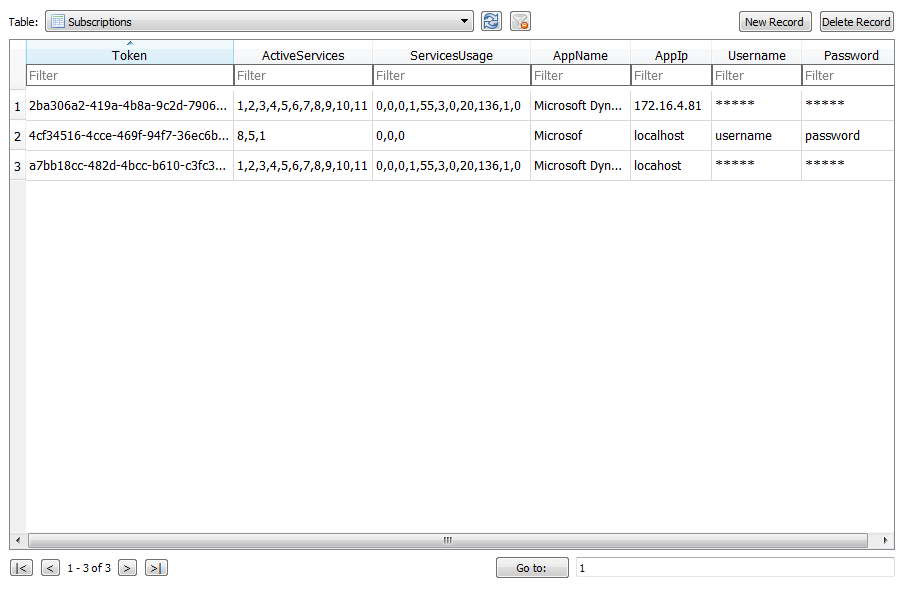 Table: Subscriptions New Record Delete Record
Token ActiveServices ServicesUsage AppName AppIp Username Password
Filter Filter Filter Filter Filter Filter Filter
1 2ba306a2-419a-4b8a-9c2d-7906... 1,2,3,4,5,6,7,8,9,10,11 0,0,0,1,55,3,0,20,136,1,0 Microsoft Dyn... 172.16.4.81 ***** *****
2 4cf34516-4cce-469f-94f7-36ec6b... 8,5,1 0,0,0 Microsof localhost username password
3 a7bb18cc-482d-4bcc-b610-c3fc3... 1,2,3,4,5,6,7,8,9,10,11 0,0,0,1,55,3,0,20,136,1,0 Microsoft Dyn... locahost ***** *****
|< < 1 - 3 of 3 > >| Go to: 1